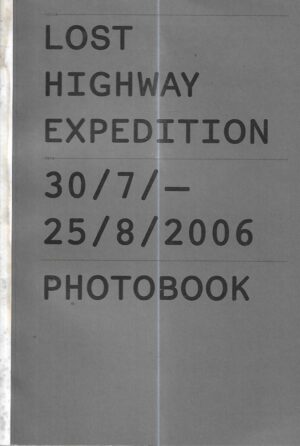 LOST
HIGHWAY
EXPEDITION
30/7/—
25/8/2006
PHOTOBOOK